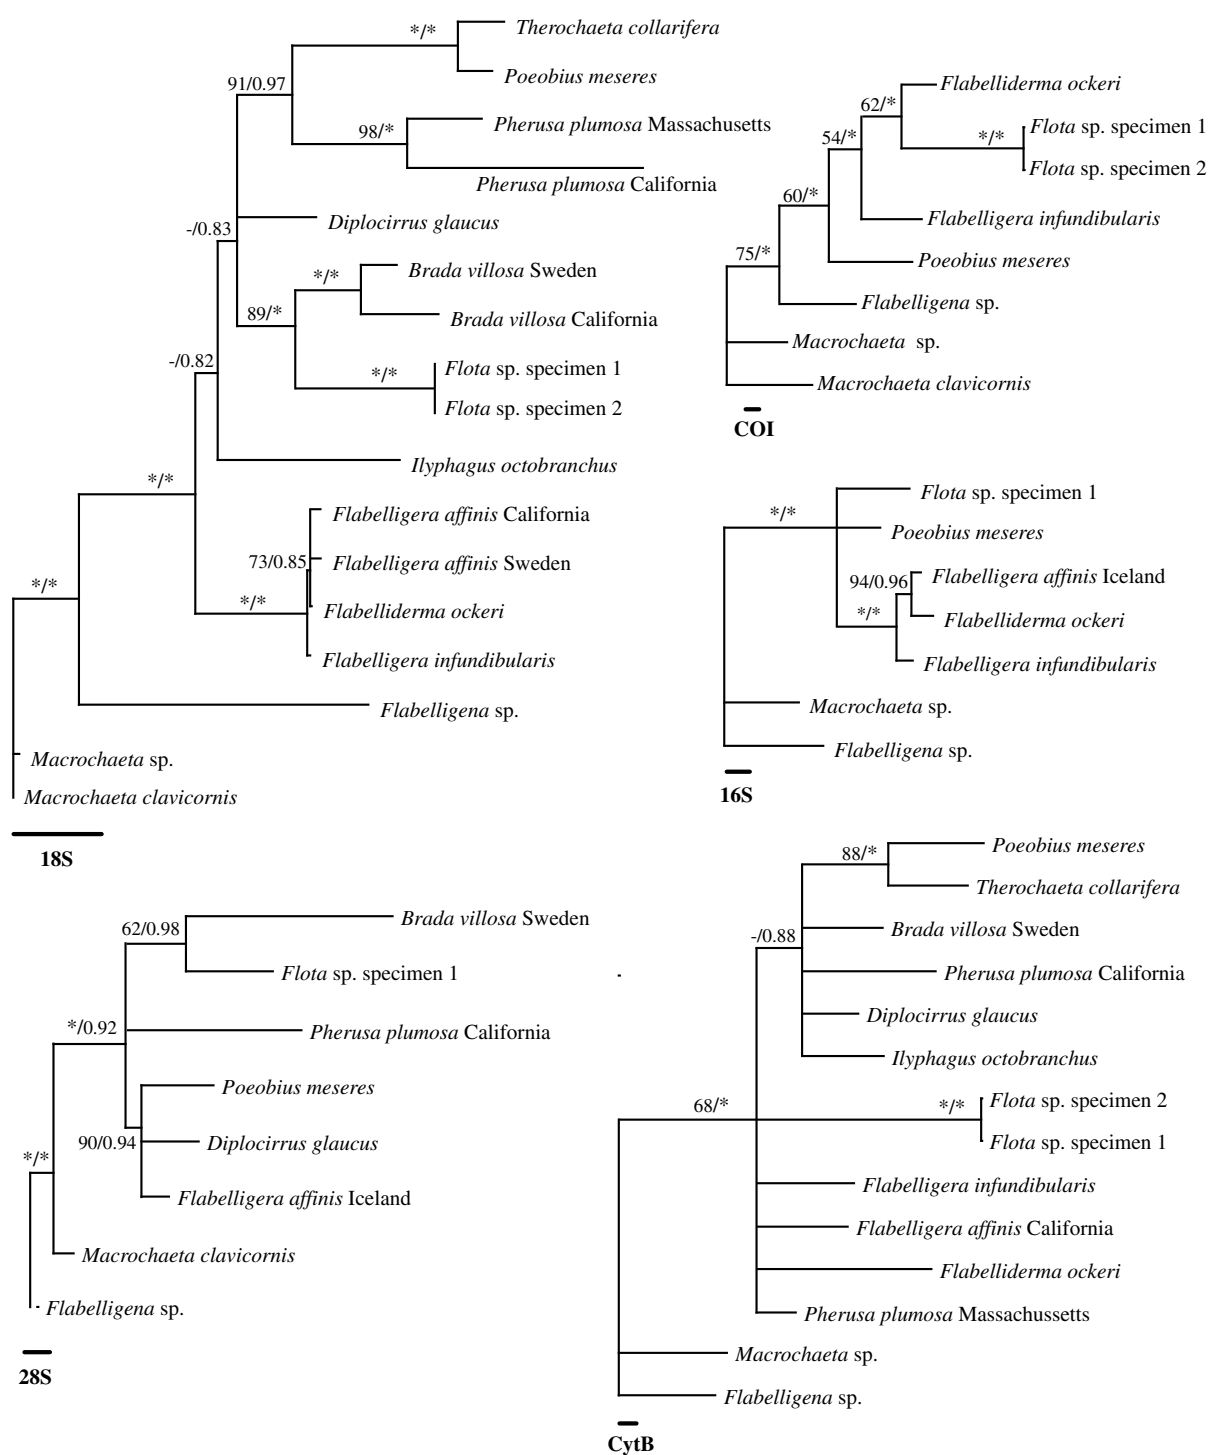 */*
Therochaeta collarifera
Poeobius meseres
91/0.97
98/*
Pherusa plumosa Massachusetts
Pherusa plumosa California
-/0.83
Diplocirrus glaucus
*/*
Brada villosa Sweden
89/*
Brada villosa California
-/0.82
*/*
Flota sp. specimen 1
Flota sp. specimen 2
Ilyphagus octobranchus
*/*
Flabelligera affinis California
73/0.85
Flabelligera affinis Sweden
*/*
*/*
Flabelliderma ockeri
Flabelligera infundibularis
Flabelligena sp.
Macrochaeta sp.
Macrochaeta clavicornis
18S
Flabelliderma ockeri
62/*
*/*
Flota sp. specimen 1
54/*
Flota sp. specimen 2
60/*
Flabelligera infundibularis
75/*
Poeobius meseres
Flabelligena sp.
Macrochaeta sp.
Macrochaeta clavicornis
COI
Flota sp. specimen 1
*/*
Poeobius meseres
94/0.96
Flabelligera affinis Iceland
*/*
Flabelliderma ockeri
Flabelligera infundibularis
Macrochaeta sp.
Flabelligena sp.
16S
62/0.98
Brada villosa Sweden
Flota sp. specimen 1
*/0.92
Pherusa plumosa California
Poeobius meseres
90/0.94
Diplocirrus glaucus
*/*
Flabelligera affinis Iceland
Macrochaeta clavicornis
Flabelligena sp.
28S
88/*
Poeobius meseres
Therochaeta collarifera
-/0.88
Brada villosa Sweden
Pherusa plumosa California
Diplocirrus glaucus
Ilyphagus octobranchus
68/*
*/*
Flota sp. specimen 2
Flota sp. specimen 1
Flabelligera infundibularis
Flabelligera affinis California
Flabelliderma ockeri
Pherusa plumosa Massachussetts
Macrochaeta sp.
Flabelligena sp.
CytB